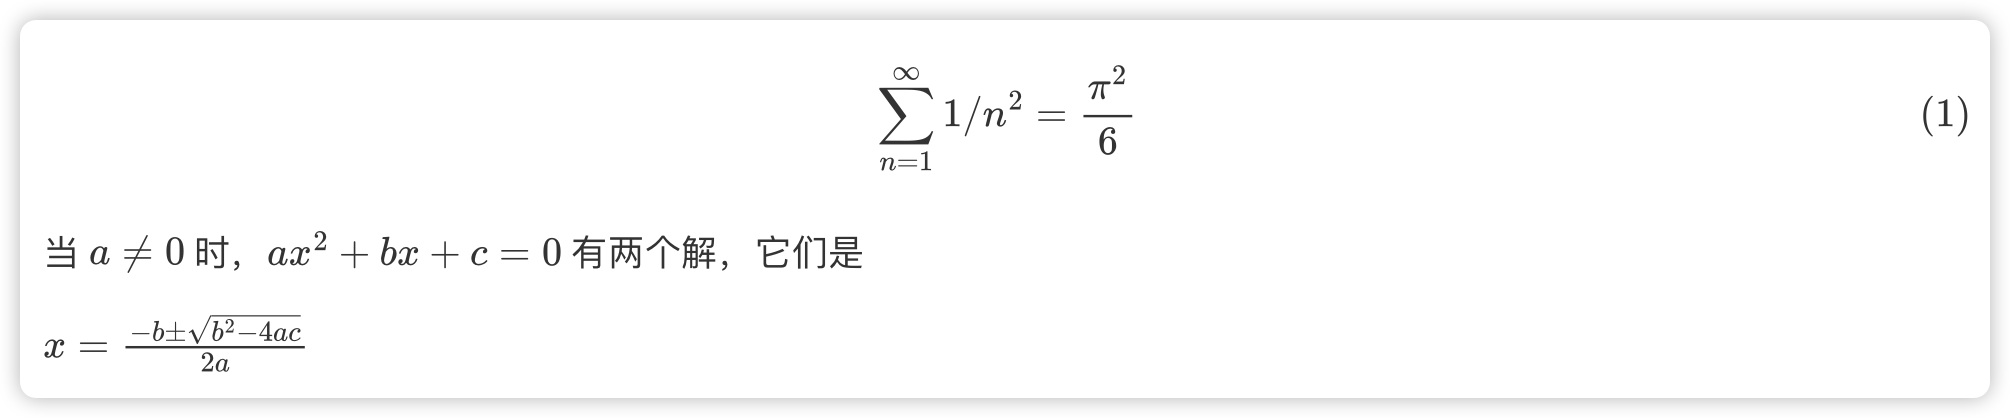 $$\sum_{n=1}^{\infty} 1/n^2 = \frac{\pi^2}{6} \tag{1}$$
当 $a \neq 0$ 时，$ax^2 + bx + c = 0$ 有两个解，它们是
$x = \frac{-b \pm \sqrt{b^2-4ac}}{2a}$